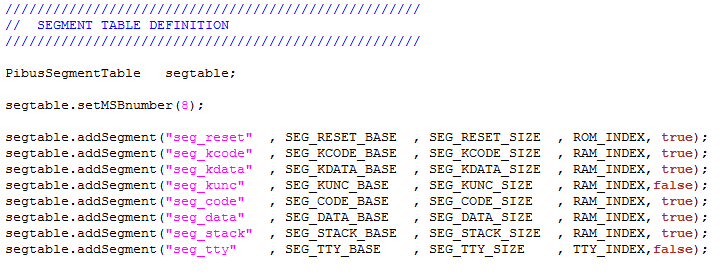 ////////////////////////////////////////////////////
//  SEGMENT TABLE DEFINITION
////////////////////////////////////////////////////
PibusSegmentTable   segtable;
segtable.setMSBnumber(8);
segtable.addSegment("seg_reset"  , SEG_RESET_BASE  , SEG_RESET_SIZE  , ROM_INDEX, true);
segtable.addSegment("seg_kcode"  , SEG_KCODE_BASE  , SEG_KCODE_SIZE  , RAM_INDEX, true);
segtable.addSegment("seg_kdata"  , SEG_KDATA_BASE  , SEG_KDATA_SIZE  , RAM_INDEX, true);
segtable.addSegment("seg_kunc"   , SEG_KUNC_BASE   , SEG_KUNC_SIZE   , RAM_INDEX,false);
segtable.addSegment("seg_code"   , SEG_CODE_BASE   , SEG_CODE_SIZE   , RAM_INDEX, true);
segtable.addSegment("seg_data"   , SEG_DATA_BASE   , SEG_DATA_SIZE   , RAM_INDEX, true);
segtable.addSegment("seg_stack"  , SEG_STACK_BASE  , SEG_STACK_SIZE  , RAM_INDEX, true);
segtable.addSegment("seg_tty"    , SEG_TTY_BASE    , SEG_TTY_SIZE    , TTY_INDEX,false);